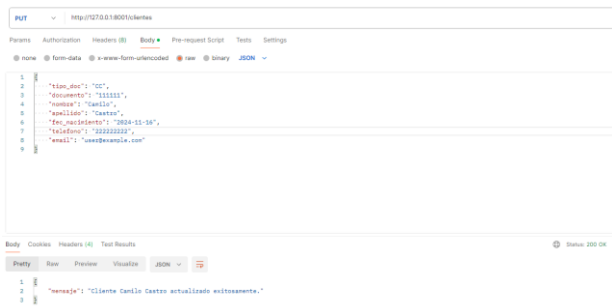 PUT http://127.0.0.1:8001/clientes
Params Authorization Headers (8) Body Pre-request Script Tests Settings
none form-data x-www-form-urlencoded raw binary JSON
1 {
2 "tipo_doc": "CC",
3 "documento": "111111",
4 "nombre": "Camilo",
5 "apellido": "Castro",
6 "fec_nacimiento": "2024-11-16",
7 "telefono": "222222222",
8 "email": "user@example.com"
9 }
Body Cookies Headers (4) Test Results Status: 200 OK
Pretty Raw Preview Visualize JSON
1 {
2 "mensaje": "Cliente Camilo Castro actualizado exitosamente."
3 }